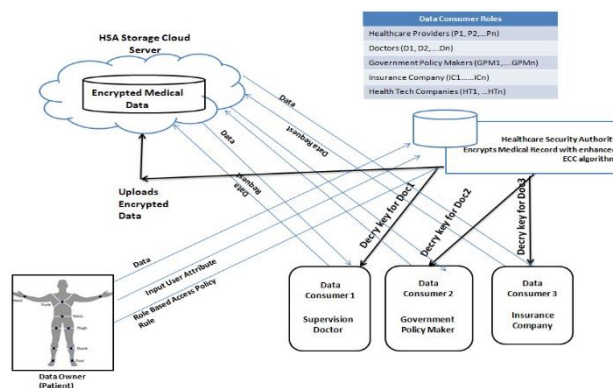 Data Consumer Roles
Healthcare Providers (P1, P2,...Pn)
Doctors (D1, D2,...Dn)
Government Policy Makers (GPM1,....GPMn)
Insurance Company (IC1......ICn)
Health Tech Companies (HT1, ...HTn)
HSA Storage Cloud
Server
Encrypted Medical
Data
Data
Data Request
Data
Request
Data
Healthcare Security Authority
Encrypts Medical Record with enhanced
ECC algorithm
Uploads
Encrypted
Data
Decry key for Doc1
Decry key for Doc2
Decry key for Doc3
Data
Input User Attribute
Role Based Access Policy
Rule
Data
Consumer 1
Supervision
Doctor
Data
Consumer 2
Government
Policy Maker
Data
Consumer 3
Insurance
Company
Data Owner
(Patient)